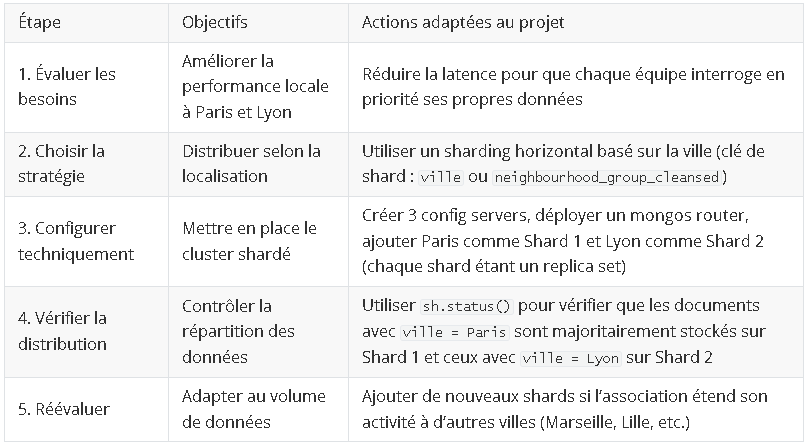 Étape
Objectifs
Actions adaptées au projet
1. Évaluer les
besoins
Améliorer la
performance locale
à Paris et Lyon
Réduire la latence pour que chaque équipe interroge en
priorité ses propres données
2. Choisir la
stratégie
Distribuer selon la
localisation
Utiliser un sharding horizontal basé sur la ville (clé de
shard : ville ou neighbourhood_group_cleansed)
3. Configurer
techniquement
Mettre en place le
cluster shardé
Créer 3 config servers, déployer un mongos router,
ajouter Paris comme Shard 1 et Lyon comme Shard 2
(chaque shard étant un replica set)
4. Vérifier la
distribution
Contrôler la
répartition des
données
Utiliser sh.status() pour vérifier que les documents
avec ville = Paris sont majoritairement stockés sur
Shard 1 et ceux avec ville = Lyon sur Shard 2
5. Réévaluer
Adapter au volume
de données
Ajouter de nouveaux shards si l’association étend son
activité à d’autres villes (Marseille, Lille, etc.)